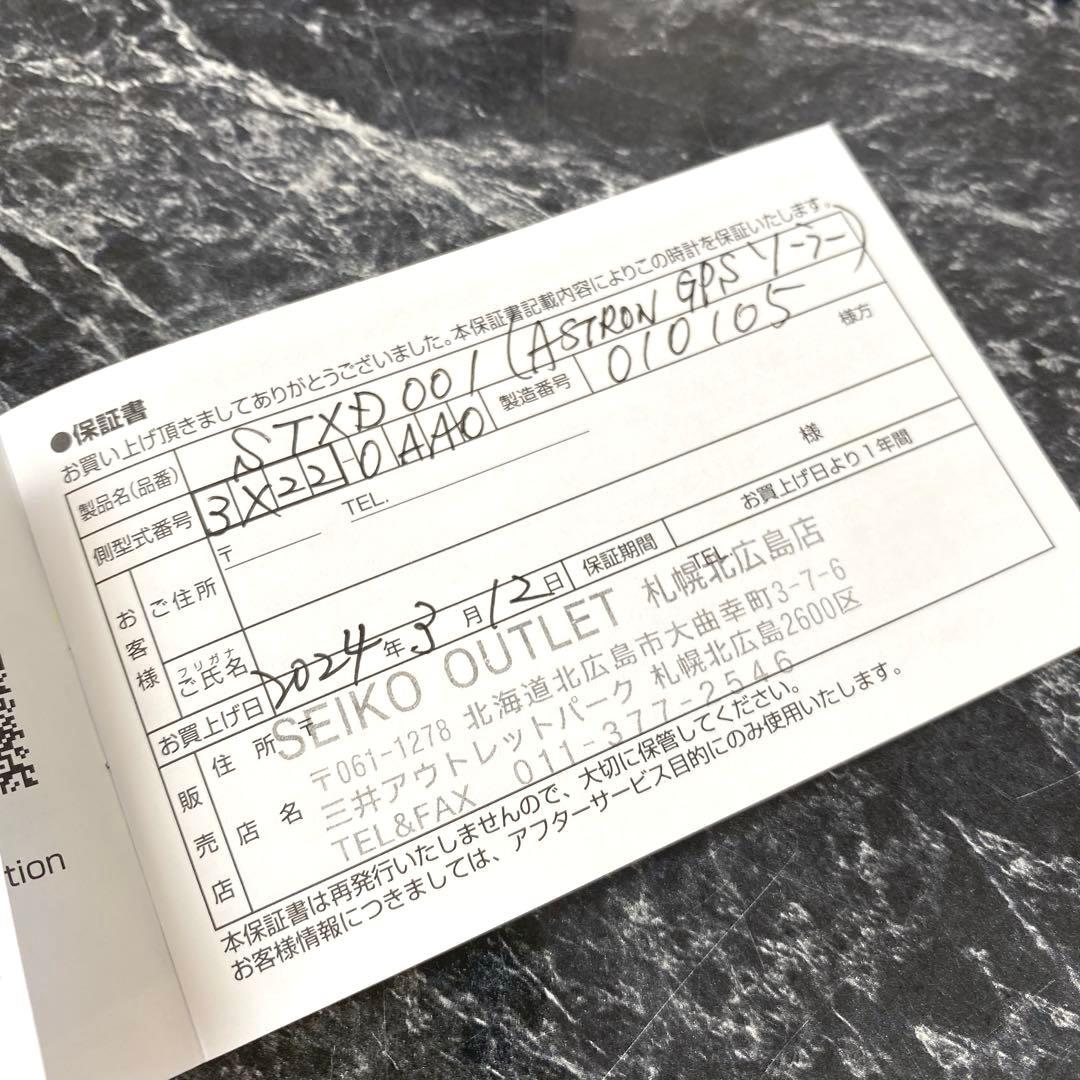 ●保証書
お買い上げ頂きましてありがとうございました。本保証書記載内容によりこの時計を保証いたします。
製品名(品番) STXD001 (ASTRON GPS ソーラー)
側型式番号 3X22 0AA0 製造番号 010105
お客様 ご住所 〒 TEL. 様方
フリガナ
ご氏名 様
お買上げ日 2024年3月12日 保証期間 お買上げ日より1年間
販売店 住所 〒 TEL.
店名
SEIKO OUTLET 札幌北広島店
〒061-1278 北海道北広島市大曲幸町3-7-6
三井アウトレットパーク 札幌北広島2600区
TEL&FAX 011-377-2546
本保証書は再発行いたしませんので、大切に保管してください。
お客様情報につきましては、アフターサービス目的にのみ使用いたします。
tion